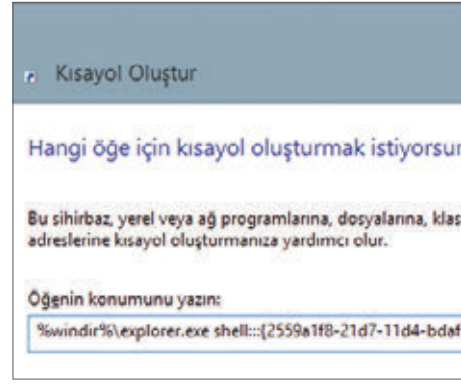 Kısayol Oluştur
Hangi öğe için kısayol oluşturmak istiyorsun
Bu sihirbaz, yerel veya ağ programlarına, dosyalarına, klas
adreslerine kısayol oluşturmanıza yardımcı olur.
Öğenin konumunu yazın:
%windir%\explorer.exe shell:::{2559a1f8-21d7-11d4-bdaf